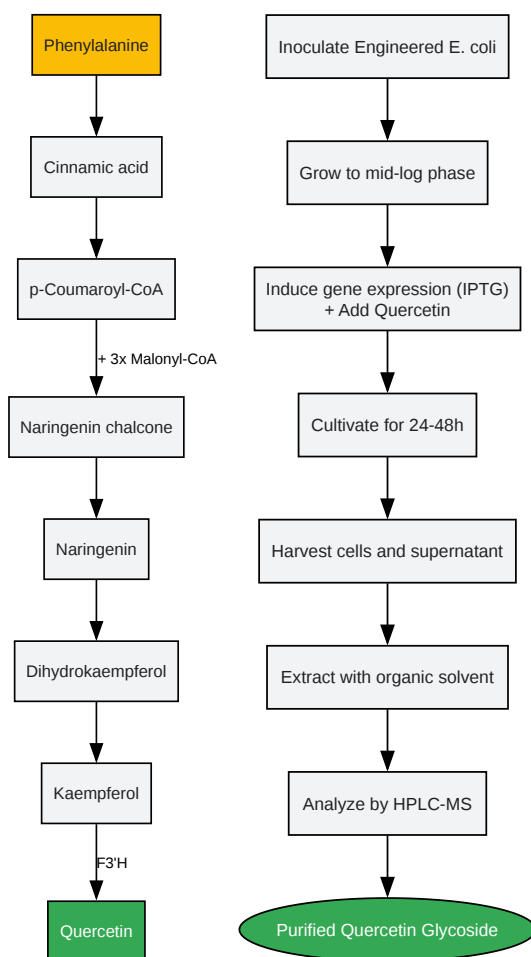 Phenylalanine
Cinnamic acid
p-Coumaroyl-CoA
+ 3x Malonyl-CoA
Naringenin chalcone
Naringenin
Dihydrokaempferol
Kaempferol
F3'H
Quercetin
Inoculate Engineered E. coli
Grow to mid-log phase
Induce gene expression (IPTG)
+ Add Quercetin
Cultivate for 24-48h
Harvest cells and supernatant
Extract with organic solvent
Analyze by HPLC-MS
Purified Quercetin Glycoside